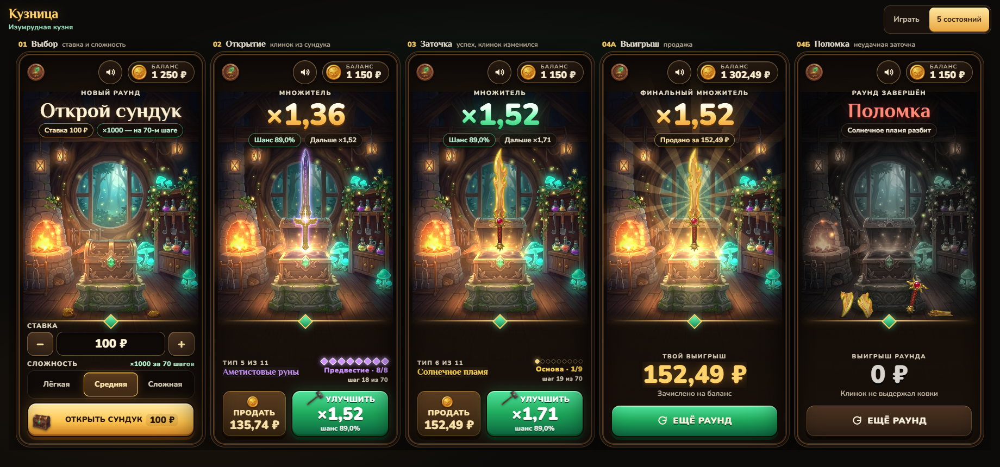 Кузница
Изумрудная кузня
Играть
5 состояний
01 Выбор ставка и сложность
БАЛАНС
1 250 ₽
НОВЫЙ РАУНД
Открой сундук
Ставка 100 ₽
×1000 — на 70-м шаге
СТАВКА
−
100 ₽
+
СЛОЖНОСТЬ
×1000 за 70 шагов
Лёгкая
Средняя
Сложная
ОТКРЫТЬ СУНДУК 100 ₽
02 Открытие клинок из сундука
БАЛАНС
1 150 ₽
МНОЖИТЕЛЬ
×1,36
Шанс 89,0%
Дальше ×1,52
ТИП 5 ИЗ 11
Аметистовые руны
Предвестие · 8/8
шаг 18 из 70
ПРОДАТЬ
135,74 ₽
УЛУЧШИТЬ
×1,52
шанс 89,0%
03 Заточка успех, клинок изменился
БАЛАНС
1 150 ₽
МНОЖИТЕЛЬ
×1,52
Шанс 89,0%
Дальше ×1,71
ТИП 6 ИЗ 11
Солнечное пламя
Основа · 1/9
шаг 19 из 70
ПРОДАТЬ
152,49 ₽
УЛУЧШИТЬ
×1,71
шанс 89,0%
04А Выигрыш продажа
БАЛАНС
1 302,49 ₽
ФИНАЛЬНЫЙ МНОЖИТЕЛЬ
×1,52
Продано за 152,49 ₽
ТВОЙ ВЫИГРЫШ
152,49 ₽
Зачислено на баланс
ЕЩЁ РАУНД
04Б Поломка неудачная заточка
БАЛАНС
1 150 ₽
РАУНД ЗАВЕРШЁН
Поломка
Солнечное пламя разбит
ВЫИГРЫШ РАУНДА
0 ₽
Клинок не выдержал ковки
ЕЩЁ РАУНД